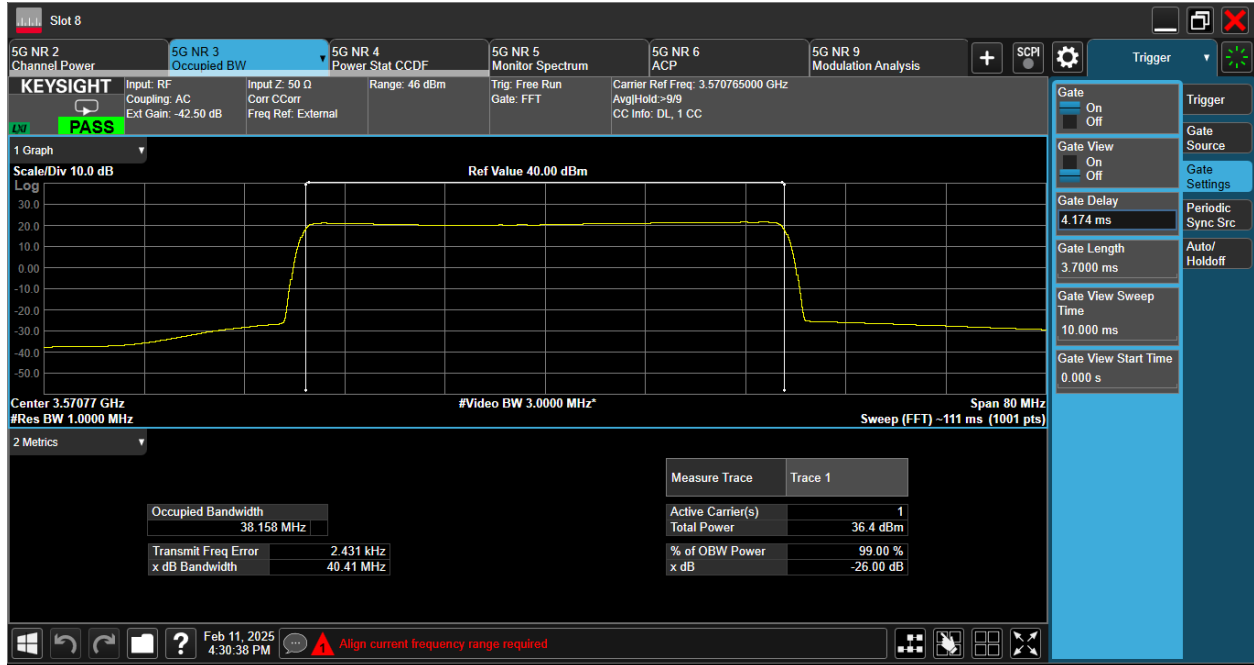 Slot 8
5G NR 2
Channel Power
5G NR 3
Occupied BW
5G NR 4
Power Stat CCDF
5G NR 5
Monitor Spectrum
5G NR 6
ACP
5G NR 9
Modulation Analysis
+
SCPI
Trigger
KEYSIGHT
LXI
PASS
Input: RF
Coupling: AC
Ext Gain: -42.50 dB
Input Z: 50 Ω
Corr CCorr
Freq Ref: External
Range: 46 dBm
Trig: Free Run
Gate: FFT
Carrier Ref Freq: 3.570765000 GHz
Avg|Hold:>9/9
CC Info: DL, 1 CC
1 Graph
Scale/Div 10.0 dB
Ref Value 40.00 dBm
Log
30.0
20.0
10.0
0.00
-10.0
-20.0
-30.0
-40.0
-50.0
Center 3.57077 GHz
#Video BW 3.0000 MHz*
Span 80 MHz
#Res BW 1.0000 MHz
Sweep (FFT) ~111 ms (1001 pts)
2 Metrics
Measure Trace Trace 1
Occupied Bandwidth
38.158 MHz
Active Carrier(s) 1
Total Power 36.4 dBm
Transmit Freq Error 2.431 kHz
x dB Bandwidth 40.41 MHz
% of OBW Power 99.00 %
x dB -26.00 dB
Gate
On
Off
Gate View
On
Off
Gate Delay
4.174 ms
Gate Length
3.7000 ms
Gate View Sweep
Time
10.000 ms
Gate View Start Time
0.000 s
Trigger
Gate
Source
Gate
Settings
Periodic
Sync Src
Auto/
Holdoff
?
Feb 11, 2025
4:30:38 PM
1
Align current frequency range required